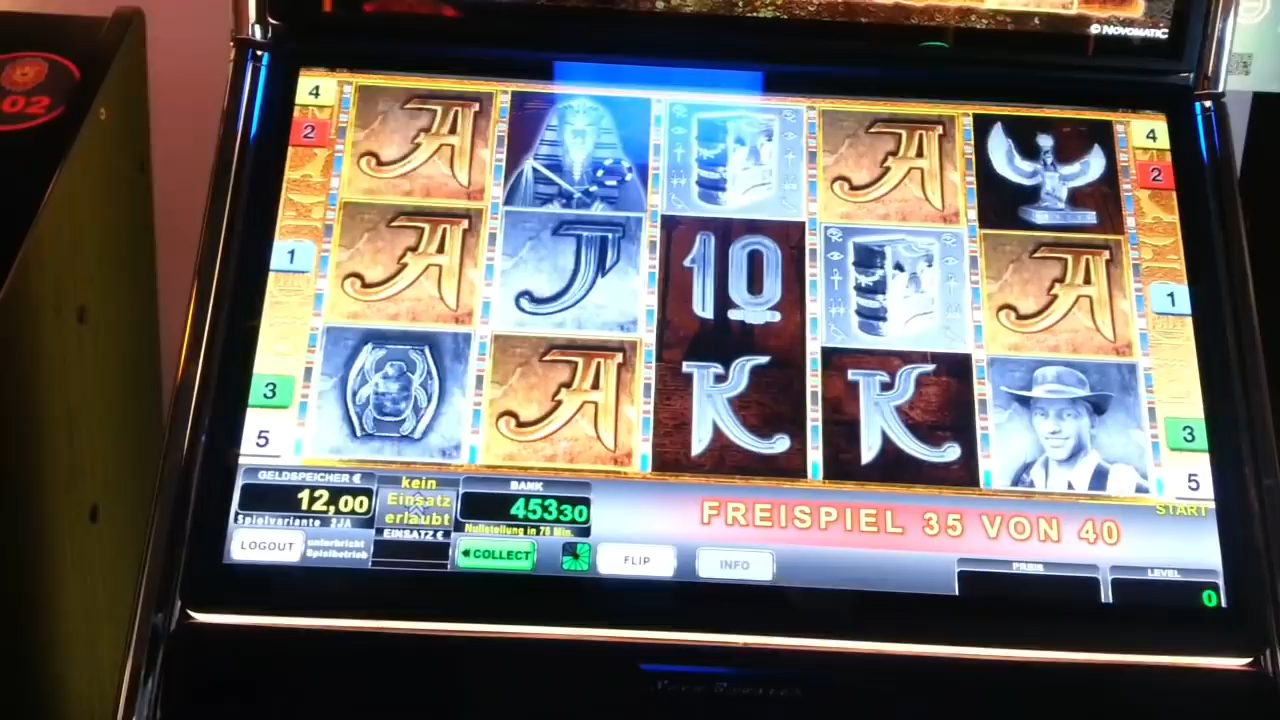 © NOVOMATIC
02
4
2
1
3
5
A
A
A
A
A
J
10
K
K
4
2
1
3
5
GELDSPEICHER €
12,00
Spielvariante 2JA
kein
Einsatz
erlaubt
EINSATZ €
BANK
45330
Nullstellung in 75 Min.
FREISPIEL 35 VON 40
START
LOGOUT
unterbricht
Spielbetrieb
COLLECT
FLIP
INFO
PREIS
LEVEL
0